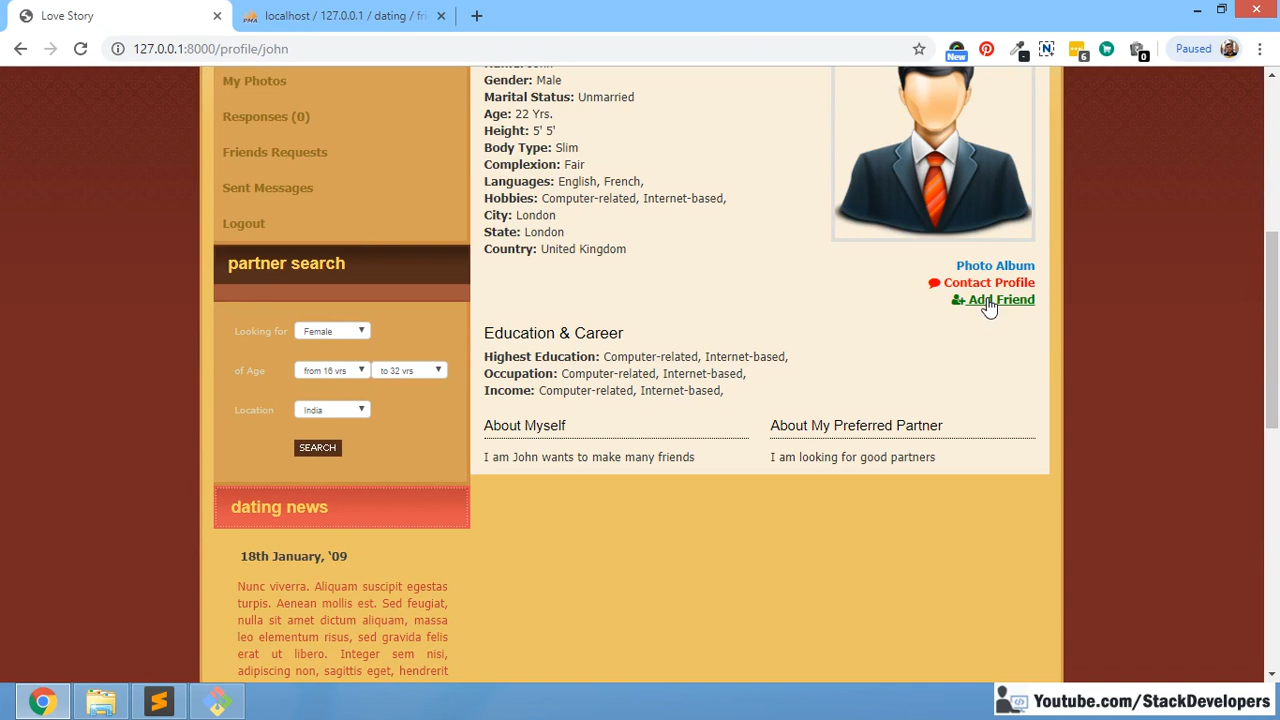 Love Story
localhost / 127.0.0.1 / dating / fri
127.0.0.1:8000/profile/john
New
6
0
Paused
My Photos
Responses (0)
Friends Requests
Sent Messages
Logout
partner search
Looking for Female
of Age from 16 yrs to 32 yrs
Location India
SEARCH
dating news
18th January, ‘09
Nunc viverra. Aliquam suscipit egestas
turpis. Aenean mollis est. Sed feugiat,
nulla sit amet dictum aliquam, massa
leo elementum risus, sed gravida felis
erat ut libero. Integer sem nisi,
adipiscing non, sagittis eget, hendrerit
Gender: Male
Marital Status: Unmarried
Age: 22 Yrs.
Height: 5' 5'
Body Type: Slim
Complexion: Fair
Languages: English, French,
Hobbies: Computer-related, Internet-based,
City: London
State: London
Country: United Kingdom
Photo Album
Contact Profile
Add Friend
Education & Career
Highest Education: Computer-related, Internet-based,
Occupation: Computer-related, Internet-based,
Income: Computer-related, Internet-based,
About Myself
I am John wants to make many friends
About My Preferred Partner
I am looking for good partners
Youtube.com/StackDevelopers